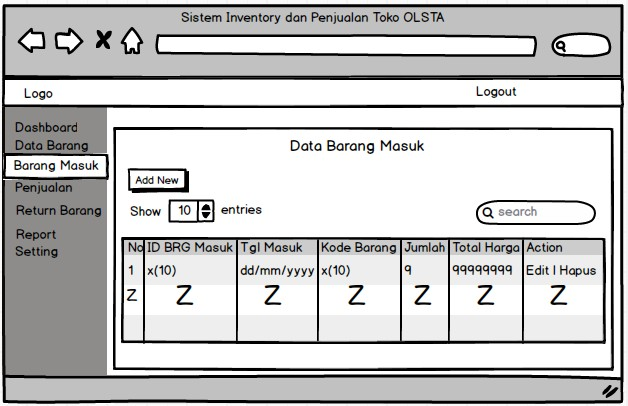 Sistem Inventory dan Penjualan Toko OLSTA
Logo Logout
Dashboard
Data Barang
Barang Masuk
Penjualan
Return Barang
Report
Setting
Data Barang Masuk
Add New
Show 10 entries
search
No ID BRG Masuk Tgl Masuk Kode Barang Jumlah Total Harga Action
1 x(10) dd/mm/yyyy x(10) 9 99999999 Edit | Hapus
Z Z Z Z Z Z Z